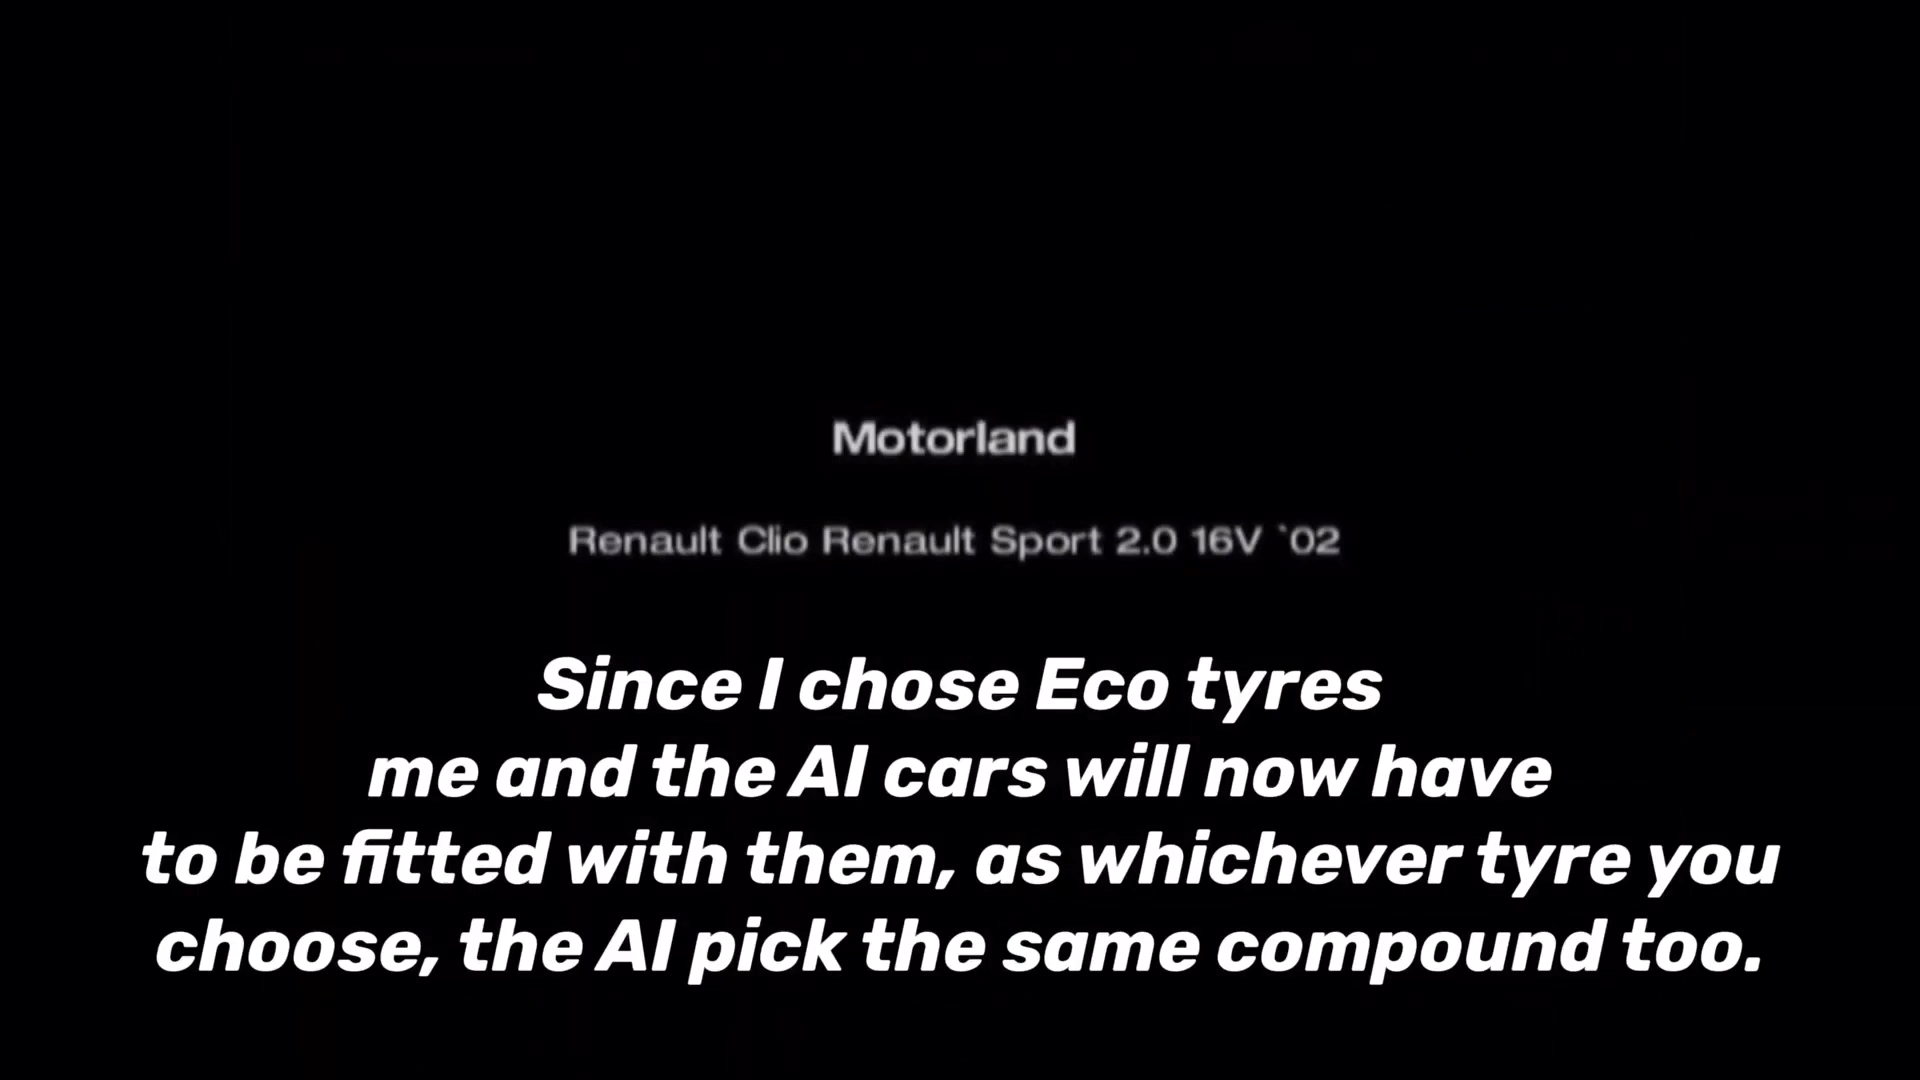 Motorland
Renault Clio Renault Sport 2.0 16V `02
Since I chose Eco tyres
me and the AI cars will now have
to be fitted with them, as whichever tyre you
choose, the AI pick the same compound too.